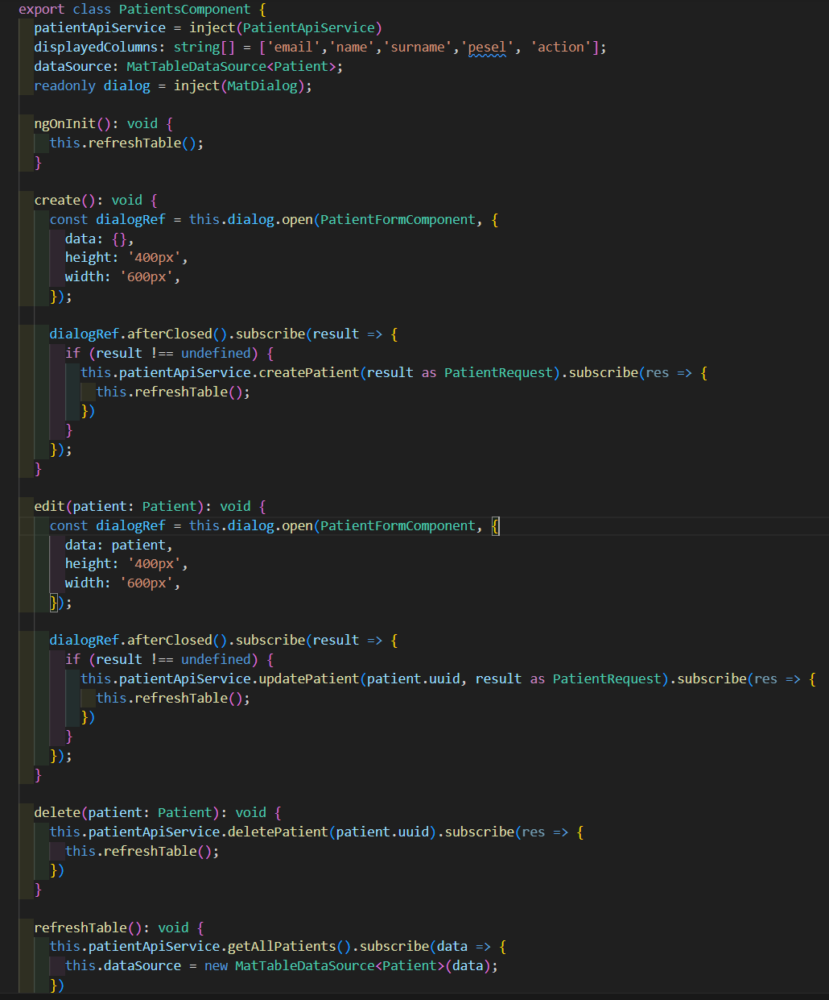 export class PatientsComponent {
  patientApiService = inject(PatientApiService)
  displayedColumns: string[] = ['email','name','surname','pesel', 'action'];
  dataSource: MatTableDataSource<Patient>;
  readonly dialog = inject(MatDialog);

  ngOnInit(): void {
    this.refreshTable();
  }

  create(): void {
    const dialogRef = this.dialog.open(PatientFormComponent, {
      data: {},
      height: '400px',
      width: '600px',
    });

    dialogRef.afterClosed().subscribe(result => {
      if (result !== undefined) {
        this.patientApiService.createPatient(result as PatientRequest).subscribe(res => {
          this.refreshTable();
        })
      }
    });
  }

  edit(patient: Patient): void {
    const dialogRef = this.dialog.open(PatientFormComponent, {
      data: patient,
      height: '400px',
      width: '600px',
    });

    dialogRef.afterClosed().subscribe(result => {
      if (result !== undefined) {
        this.patientApiService.updatePatient(patient.uuid, result as PatientRequest).subscribe(res => {
          this.refreshTable();
        })
      }
    });
  }

  delete(patient: Patient): void {
    this.patientApiService.deletePatient(patient.uuid).subscribe(res => {
      this.refreshTable();
    })
  }

  refreshTable(): void {
    this.patientApiService.getAllPatients().subscribe(data => {
      this.dataSource = new MatTableDataSource<Patient>(data);
    })